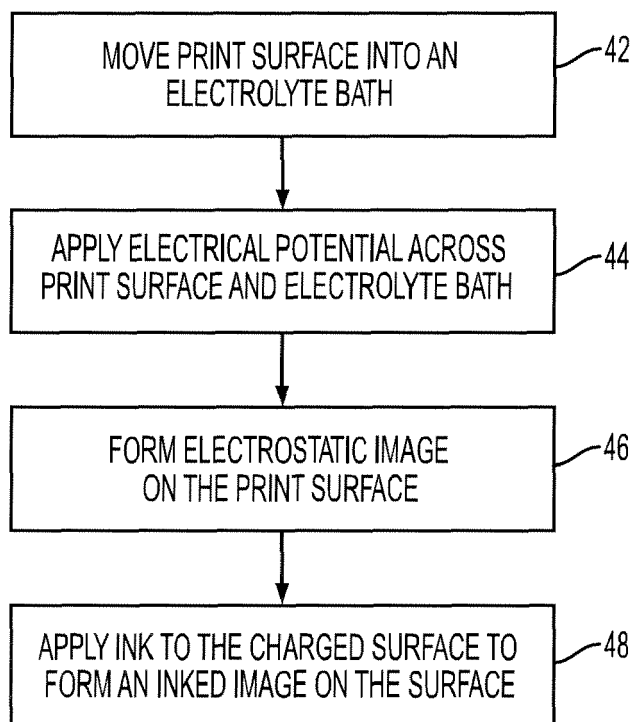 MOVE PRINT SURFACE INTO AN
ELECTROLYTE BATH
42
APPLY ELECTRICAL POTENTIAL ACROSS
PRINT SURFACE AND ELECTROLYTE BATH
44
FORM ELECTROSTATIC IMAGE
ON THE PRINT SURFACE
46
APPLY INK TO THE CHARGED SURFACE TO
FORM AN INKED IMAGE ON THE SURFACE
48